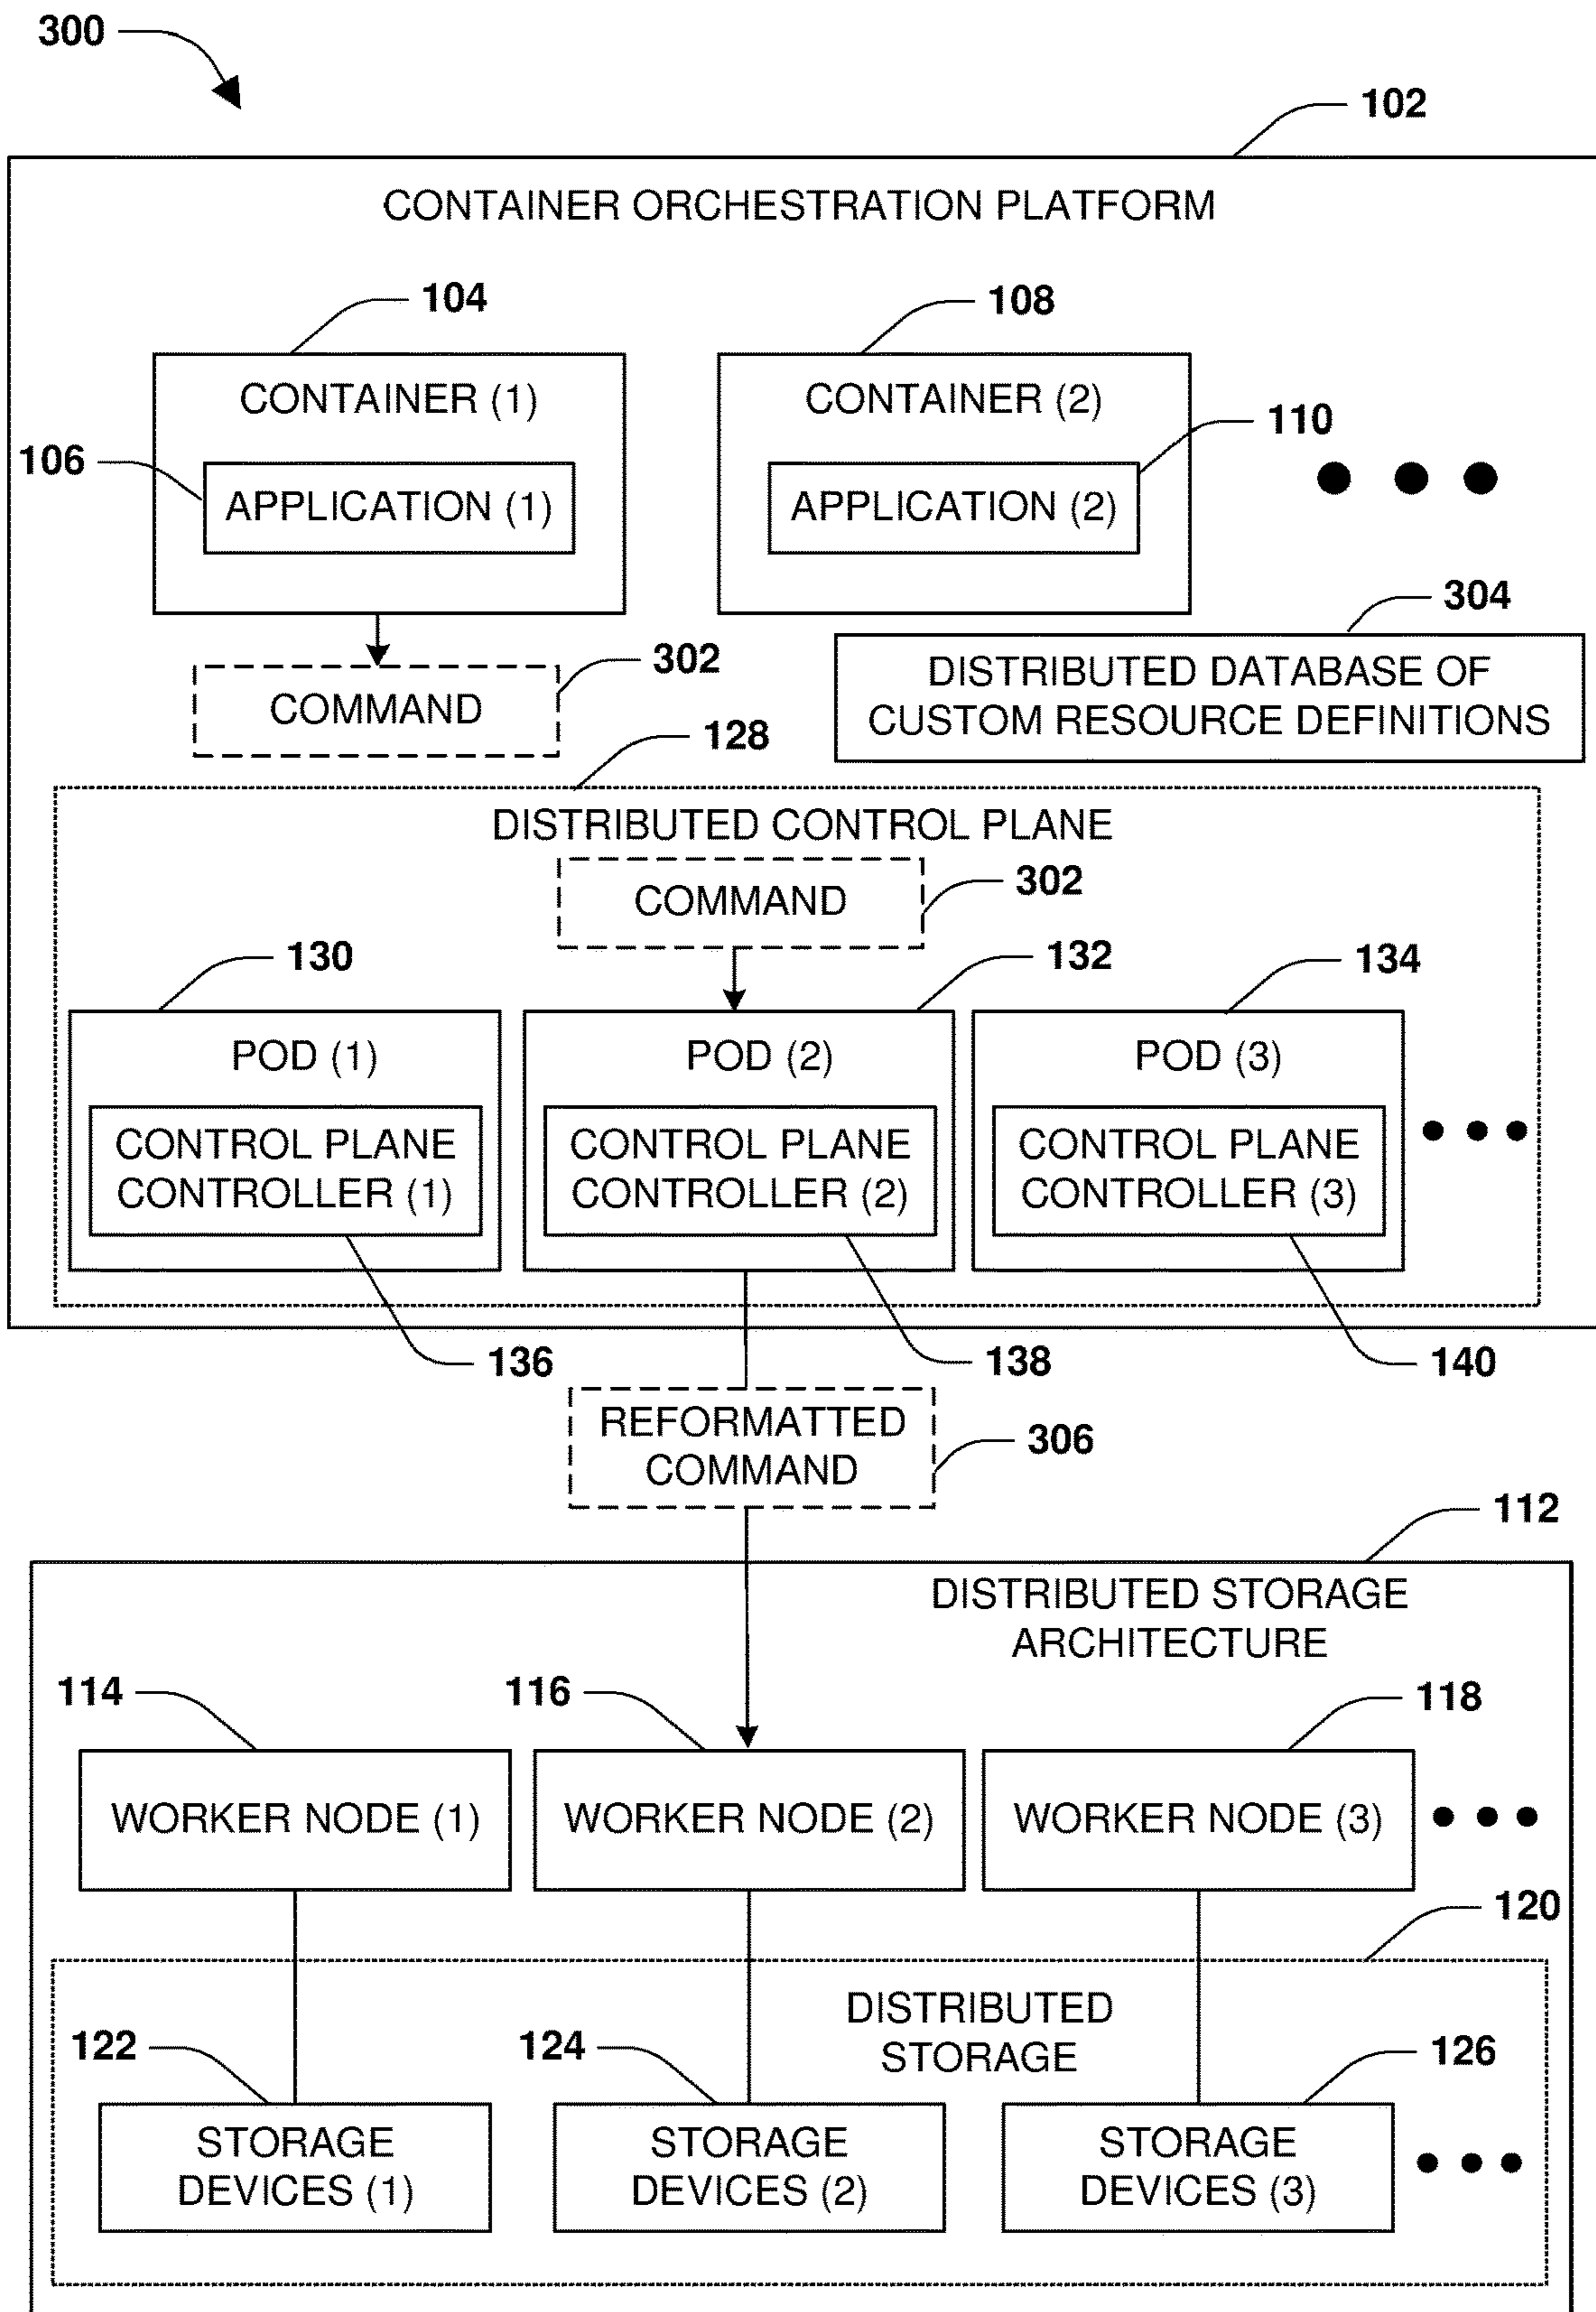 300
102
CONTAINER ORCHESTRATION PLATFORM
104
108
CONTAINER (1)
CONTAINER (2)
110
106
APPLICATION (1)
APPLICATION (2)
304
302
DISTRIBUTED DATABASE OF
CUSTOM RESOURCE DEFINITIONS
COMMAND
128
DISTRIBUTED CONTROL PLANE
COMMAND
302
130
132
134
POD (1)
POD (2)
POD (3)
CONTROL PLANE
CONTROLLER (1)
CONTROL PLANE
CONTROLLER (2)
CONTROL PLANE
CONTROLLER (3)
136
138
140
REFORMATTED
COMMAND
306
112
DISTRIBUTED STORAGE
ARCHITECTURE
114
116
118
WORKER NODE (1)
WORKER NODE (2)
WORKER NODE (3)
120
DISTRIBUTED
STORAGE
122
124
126
STORAGE
DEVICES (1)
STORAGE
DEVICES (2)
STORAGE
DEVICES (3)